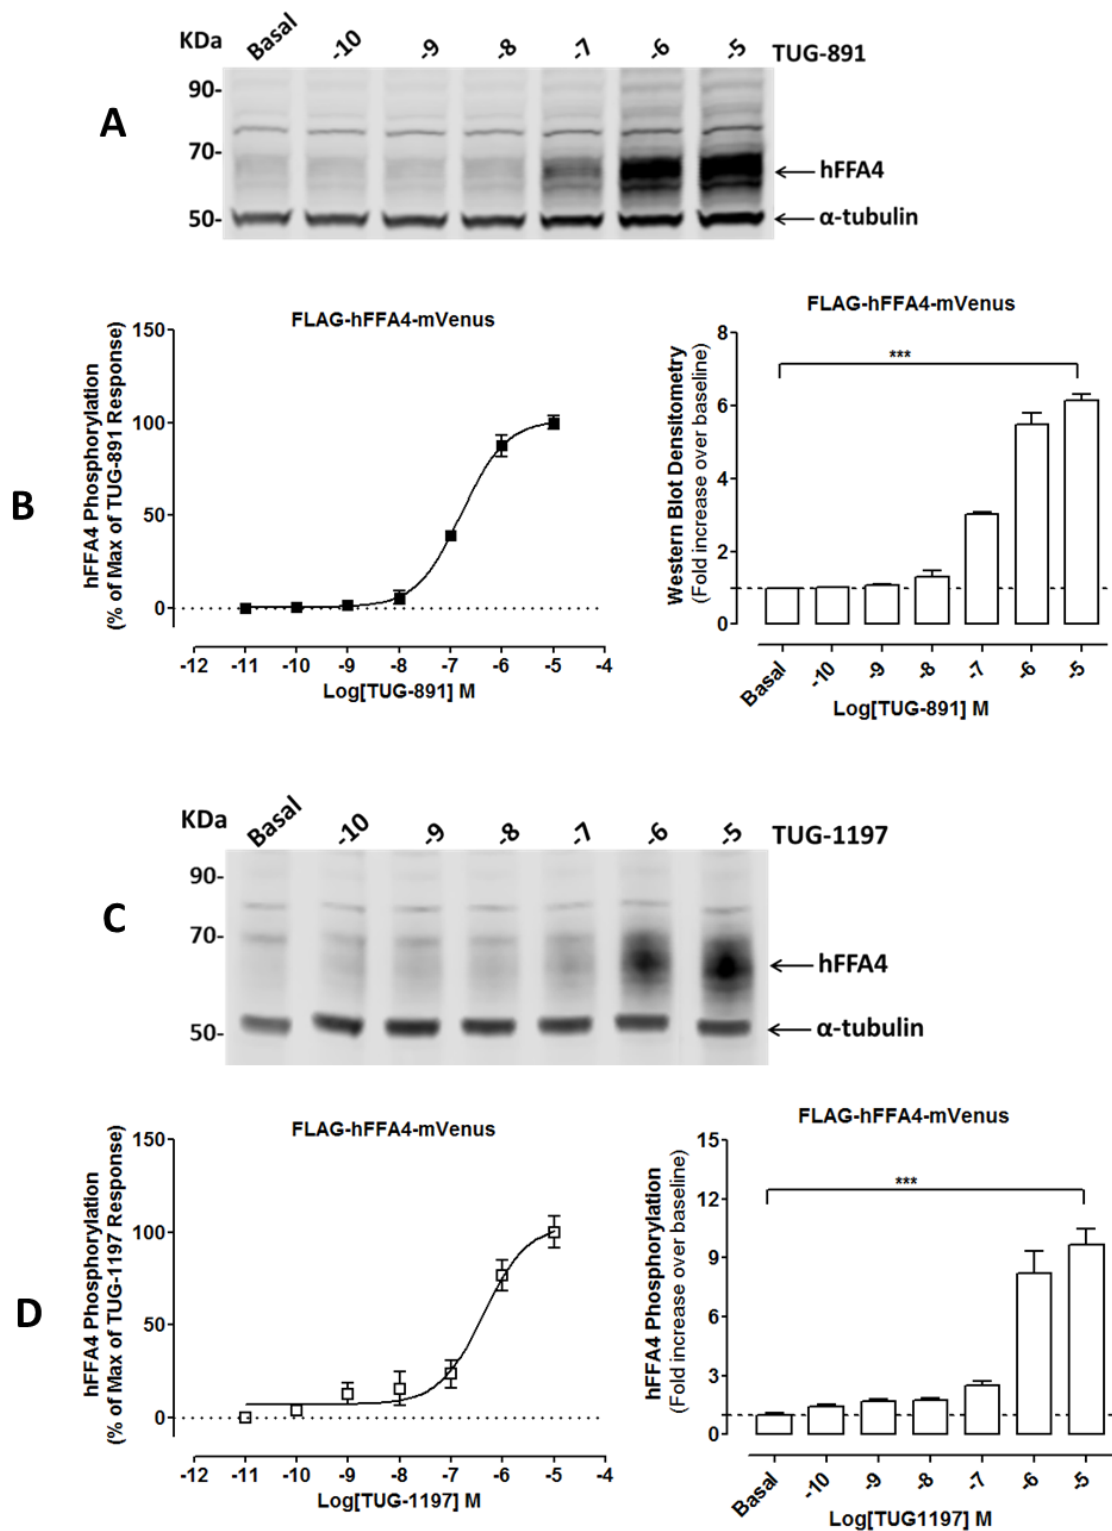 KDa Basal -10 -9 -8 -7 -6 -5 TUG-891
A
90-
70-
hFFA4
50-
α-tubulin
B
FLAG-hFFA4-mVenus
hFFA4 Phosphorylation
(% of Max of TUG-891 Response)
150
100
50
0
-12 -11 -10 -9 -8 -7 -6 -5 -4
Log[TUG-891] M
FLAG-hFFA4-mVenus
Western Blot Densitometry
(Fold increase over baseline)
8
6
4
2
0
***
Basal -10 -9 -8 -7 -6 -5
Log[TUG-891] M
KDa Basal -10 -9 -8 -7 -6 -5 TUG-1197
C
90-
70-
hFFA4
50-
α-tubulin
D
FLAG-hFFA4-mVenus
hFFA4 Phosphorylation
(% of Max of TUG-1197 Response)
150
100
50
0
-12 -11 -10 -9 -8 -7 -6 -5 -4
Log[TUG-1197] M
FLAG-hFFA4-mVenus
hFFA4 Phosphorylation
(Fold increase over baseline)
15
12
9
6
3
0
***
Basal -10 -9 -8 -7 -6 -5
Log[TUG1197] M